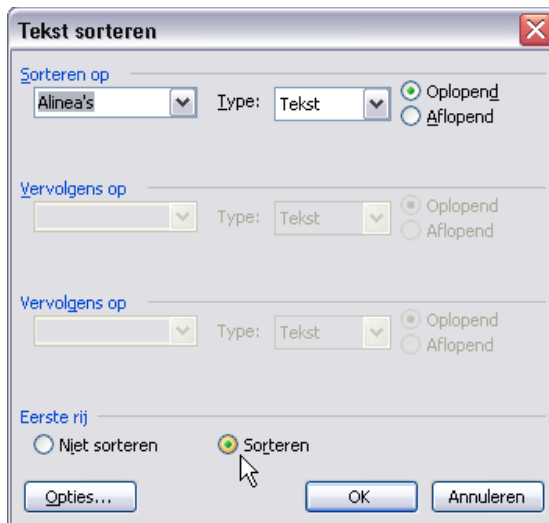 Tekst sorteren
Sorteren op
Alinea's Type: Tekst Oplopend
Aflopend
Vervolgens op
Type: Tekst Oplopend
Aflopend
Vervolgens op
Type: Tekst Oplopend
Aflopend
Eerste rij
Niet sorteren Sorteren
Opties... OK Annuleren